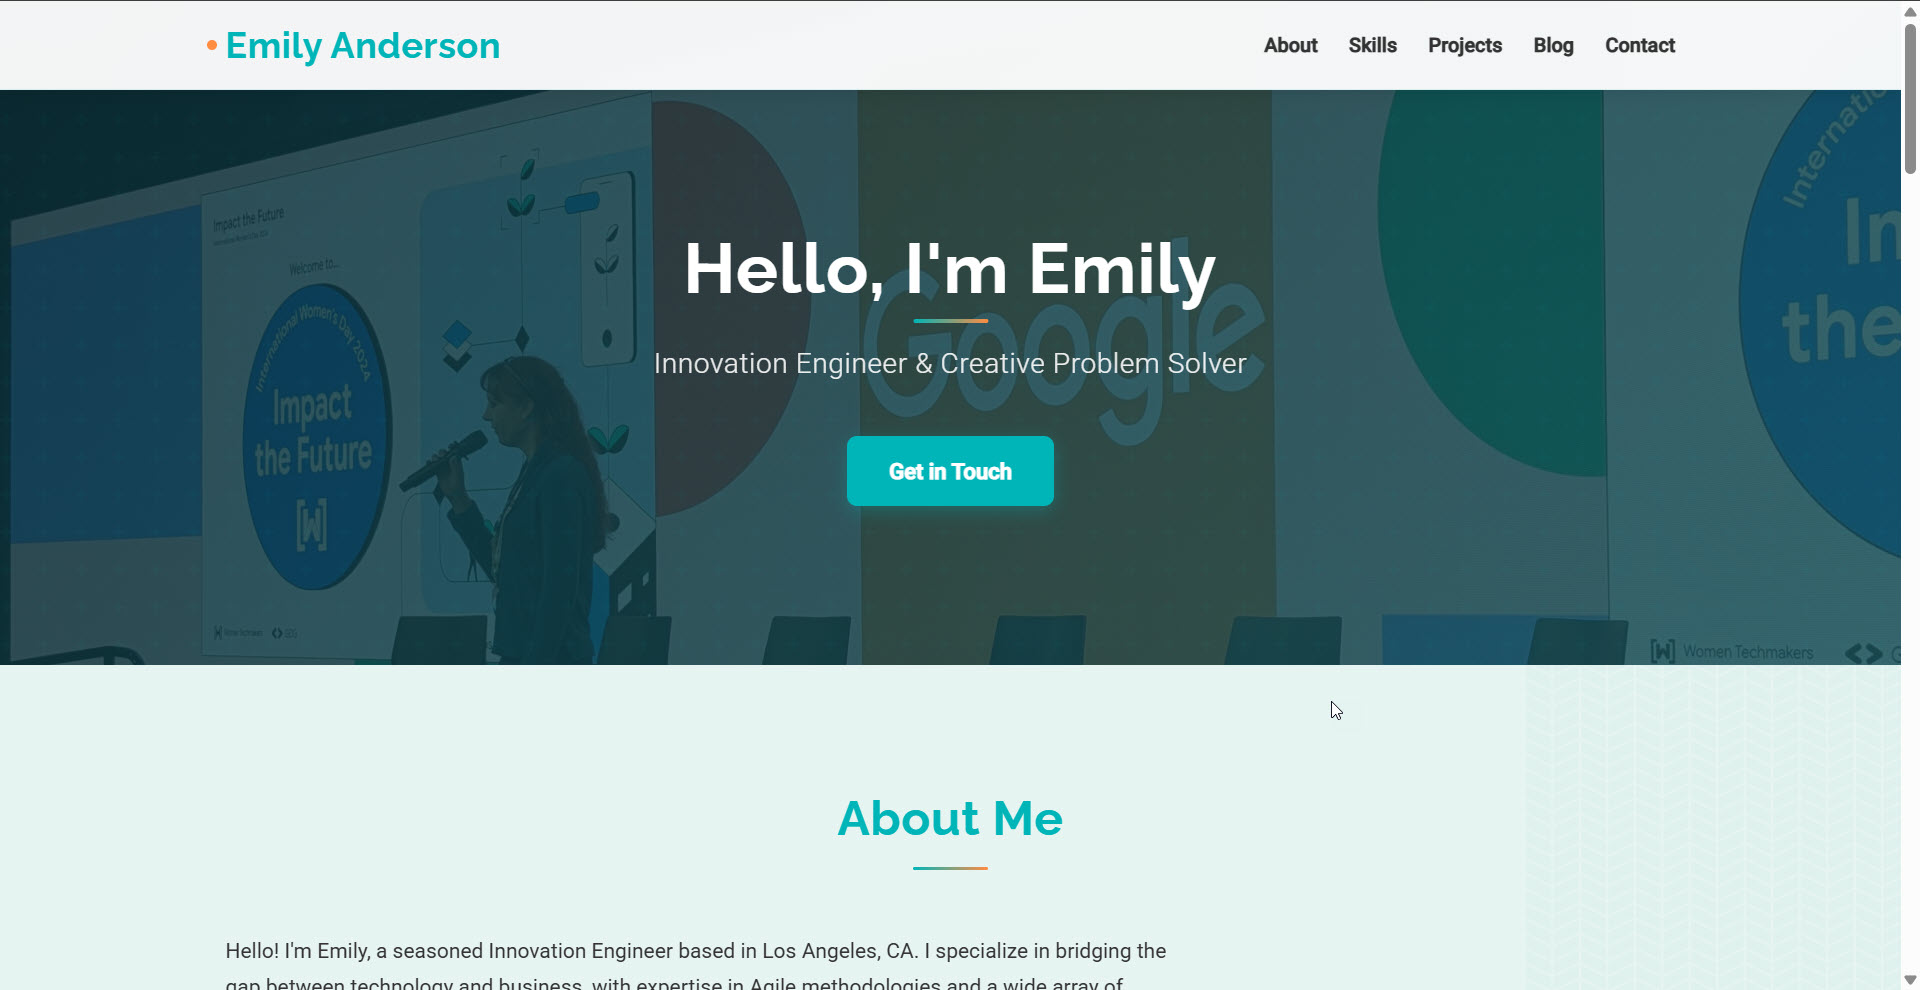 Emily Anderson
About
Skills
Projects
Blog
Contact
Impact the Future
Welcome to...
International Women's Day 2024
Impact
the Future
Hello, I'm Emily
Google
Innovation Engineer & Creative Problem Solver
Get in Touch
Internatio
In
the
Women Techmakers
About Me
Hello! I'm Emily, a seasoned Innovation Engineer based in Los Angeles, CA. I specialize in bridging the
gap between technology and business, with expertise in Agile methodologies and a wide array of